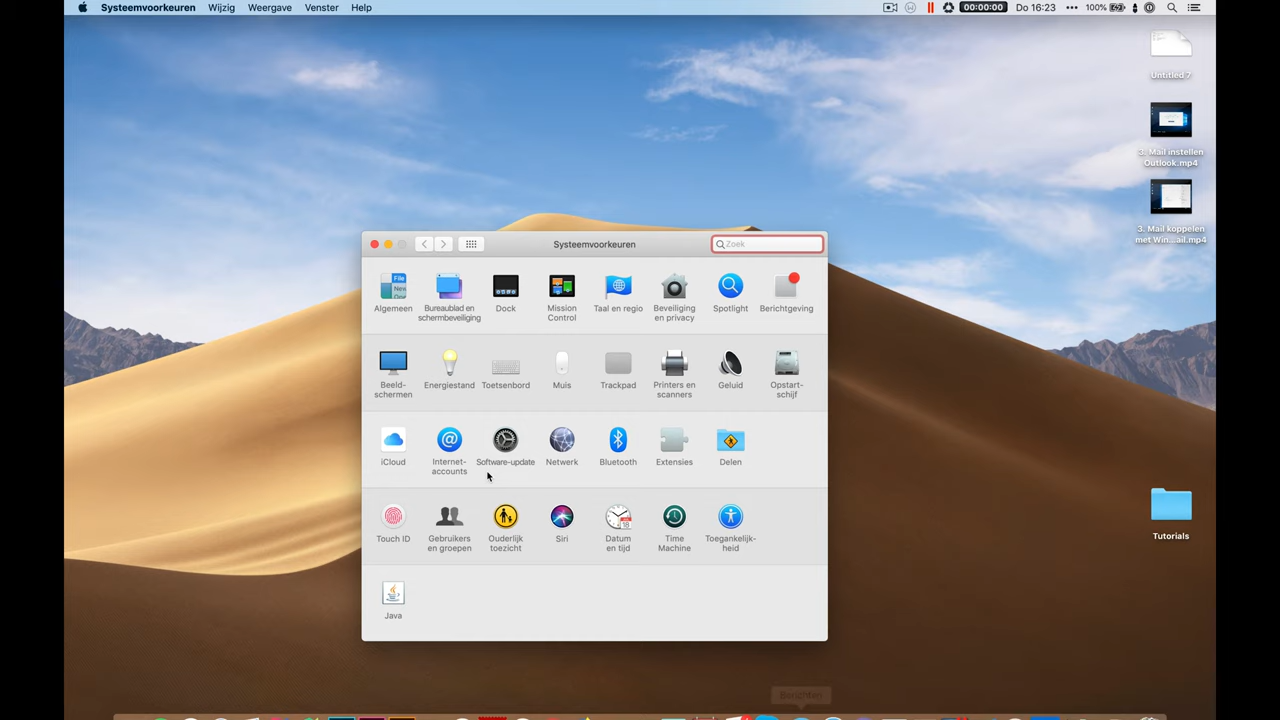 Systeemvoorkeuren Wijzig Weergave Venster Help 00:00:00 Do 16:23 100%
Untitled 7
3. Mail instellen
Outlook.mp4
3. Mail koppelen
met Win...ail.mp4
Systeemvoorkeuren
Zoek
Algemeen
Bureaublad en
schermbeveiliging
Dock
Mission
Control
Taal en regio
Beveiliging
en privacy
Spotlight
Berichtgeving
Beeld-
schermen
Energiestand
Toetsenbord
Muis
Trackpad
Printers en
scanners
Geluid
Opstart-
schijf
iCloud
Internet-
accounts
Software-update
Netwerk
Bluetooth
Extensies
Delen
Touch ID
Gebruikers
en groepen
Ouderlijk
toezicht
Siri
Datum
en tijd
Time
Machine
Toegankelijk-
heid
Java
Tutorials
Berichten